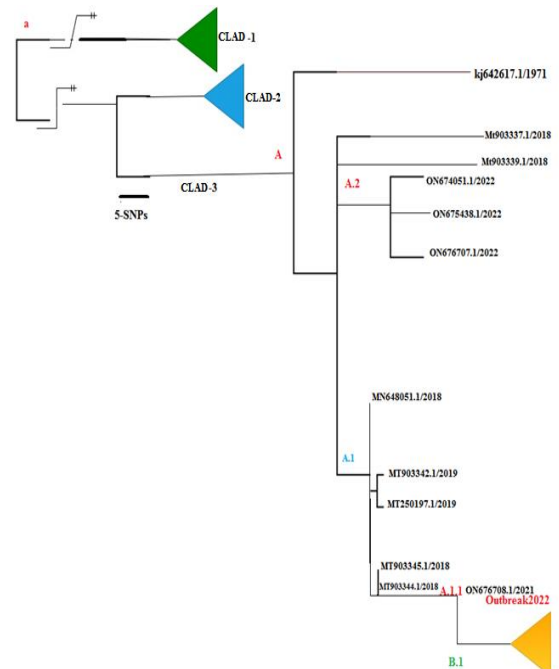 a
CLAD-1
CLAD-2
kj642617.1/1971
Mt903337.1/2018
A
Mt903339.1/2018
CLAD-3
A.2
ON674051.1/2022
5-SNPs
ON675438.1/2022
ON676707.1/2022
MN648051.1/2018
A.1
MT903342.1/2019
MT250197.1/2019
MT903345.1/2018
MT903344.1/2018
A.1.1
ON676708.1/2021
Outbreak2022
B.1